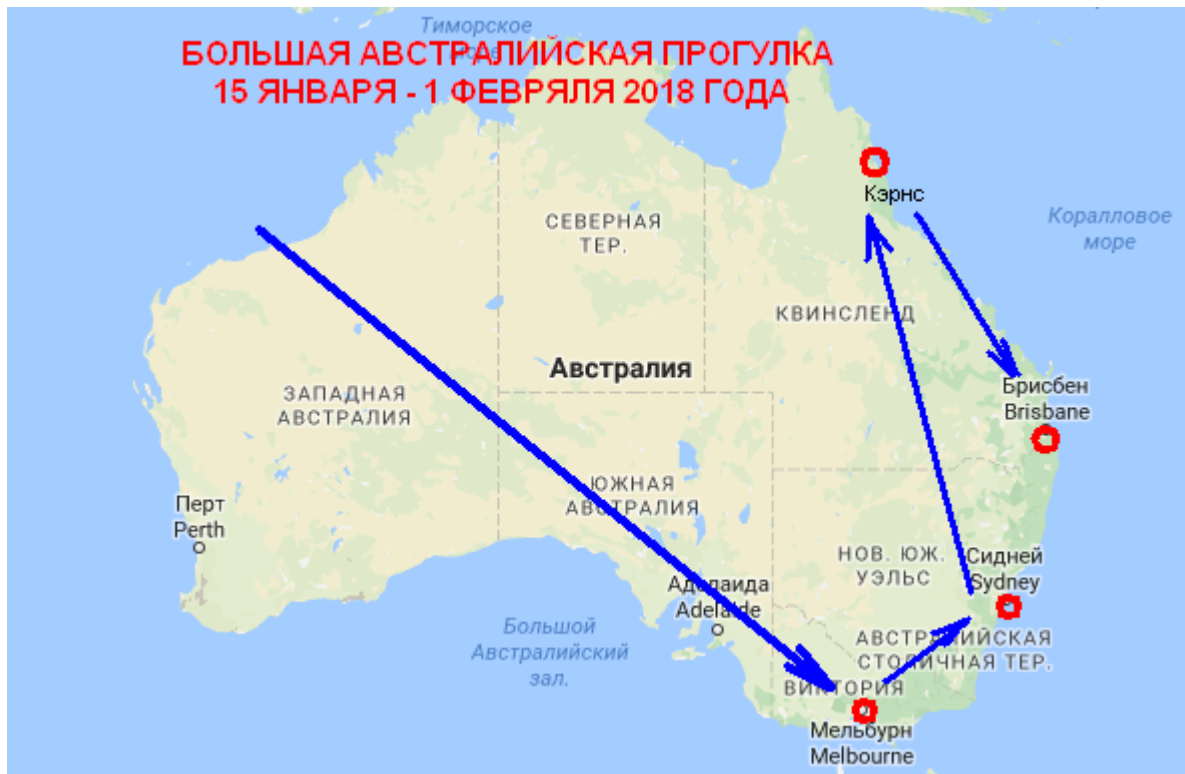 Тиморское
море
БОЛЬШАЯ АВСТРАЛИЙСКАЯ ПРОГУЛКА
15 ЯНВАРЯ - 1 ФЕВРЯЛЯ 2018 ГОДА
Кэрнс
СЕВЕРНАЯ
ТЕР.
Коралловое
море
КВИНСЛЕНД
Австралия
ЗАПАДНАЯ
АВСТРАЛИЯ
Брисбен
Brisbane
ЮЖНАЯ
АВСТРАЛИЯ
Перт
Perth
НОВ. ЮЖ.
УЭЛЬС
Сидней
Sydney
Аделаида
Adelaide
Большой
Австралийский
зал.
АВСТРАЛИЙСКАЯ
СТОЛИЧНАЯ ТЕР.
ВИКТОРИЯ
Мельбурн
Melbourne